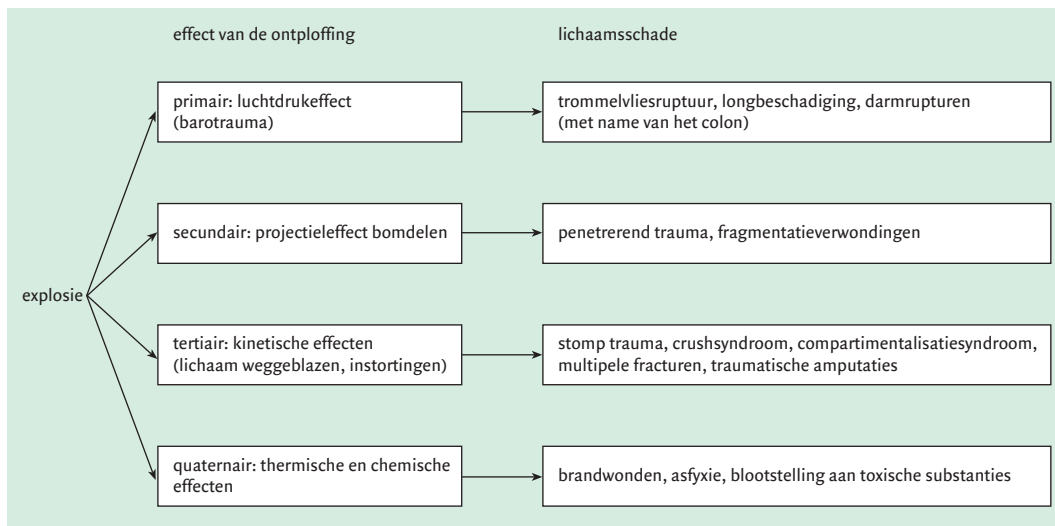 effect van de ontploffing
lichaamsschade
primair: luchtdrukeffect
(barotrauma)
trommelvliesruptuur, longbeschadiging, darmrupturen
(met name van het colon)
secundair: projectieleffect bomdelen
penetrerend trauma, fragmentatieverwondingen
explosie
tertiair: kinetische effecten
(lichaam weggeblazen, instortingen)
stomp trauma, crushsyndroom, compartimentalisatiesyndroom,
multipele fracturen, traumatische amputaties
quaternair: thermische en chemische
effecten
brandwonden, asfyxie, blootstelling aan toxische substanties